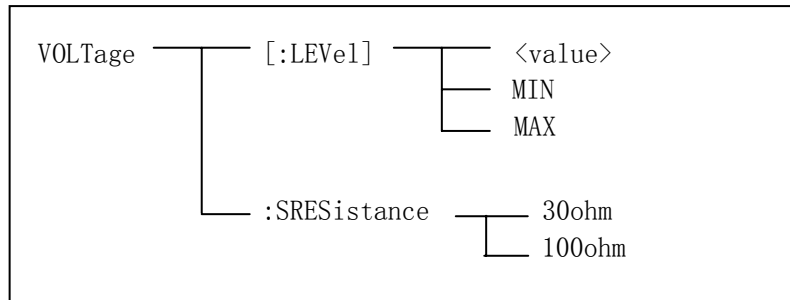 VOLTage [:LEVel] <value>
MIN
MAX
:SRESistance 30ohm
100ohm